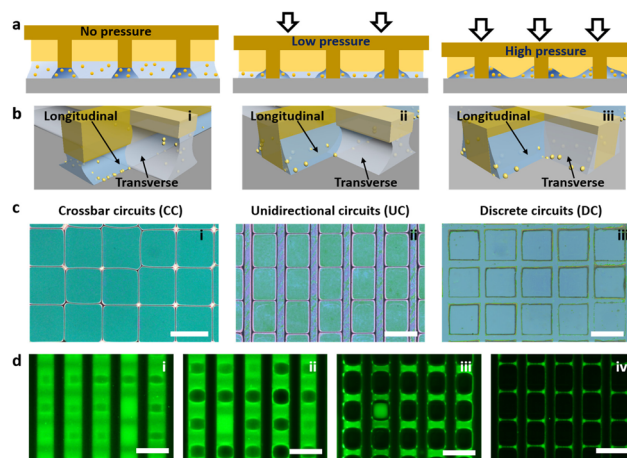 a
No pressure
Low pressure
High pressure
b
Longitudinal
i
Transverse
Longitudinal
ii
Transverse
Longitudinal
iii
Transverse
Crossbar circuits (CC)
Unidirectional circuits (UC)
Discrete circuits (DC)
c
i
ii
iii
d
i
ii
iii
iv